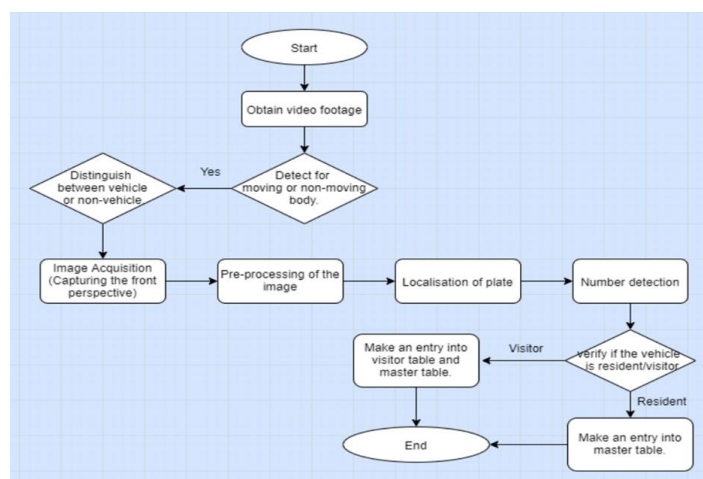 Start
Obtain video footage
Detect for
moving or non-moving
body.
Yes
Distinguish
between vehicle
or non-vehicle
Image Acquisition
(Capturing the front
perspective)
Pre-processing of the
image
Localisation of plate
Number detection
verify if the vehicle
is resident/visitor
Visitor
Make an entry into
visitor table and
master table.
Resident
Make an entry into
master table.
End